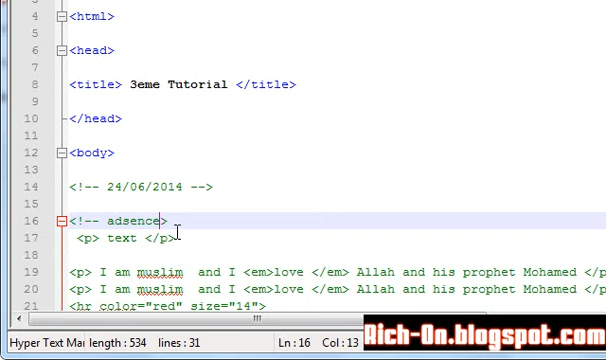 4 <html>
5
6 <head>
7
8 <title> 3eme Tutorial </title>
9
10 </head>
11
12 <body>
13
14 <!-- 24/06/2014 -->
15
16 <!-- adsence>
17 <p> text </p>
18
19 <p> I am muslim  and I <em>love </em> Allah and his prophet Mohamed </p
20 <p> I am muslim  and I <em>love </em> Allah and his prophet Mohamed </p
21 <hr color="red" size="14">
Hyper Text Mar length : 534 lines : 31 Ln : 16 Col : 13
Rich-On.blogspot.com